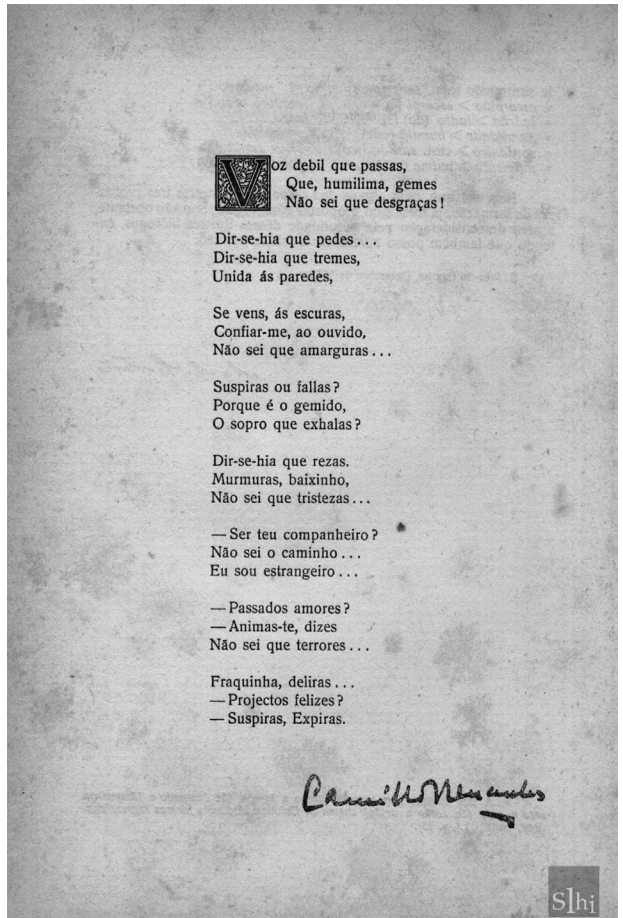 Voz debil que passas,
Que, humilima, gemes
Não sei que desgraças!
Dir-se-hia que pedes...
Dir-se-hia que tremes,
Unida ás paredes,
Se vens, ás escuras,
Confiar-me, ao ouvido,
Não sei que amarguras...
Suspiras ou fallas?
Porque é o gemido,
O sopro que exhalas?
Dir-se-hia que rezas.
Murmuras, baixinho,
Não sei que tristezas...
— Ser teu companheiro?
Não sei o caminho...
Eu sou estrangeiro...
— Passados amores?
— Animas-te, dizes
Não sei que terrores...
Fraquinha, deliras...
— Projectos felizes?
— Suspiras, Expiras.
Camillo
slhi